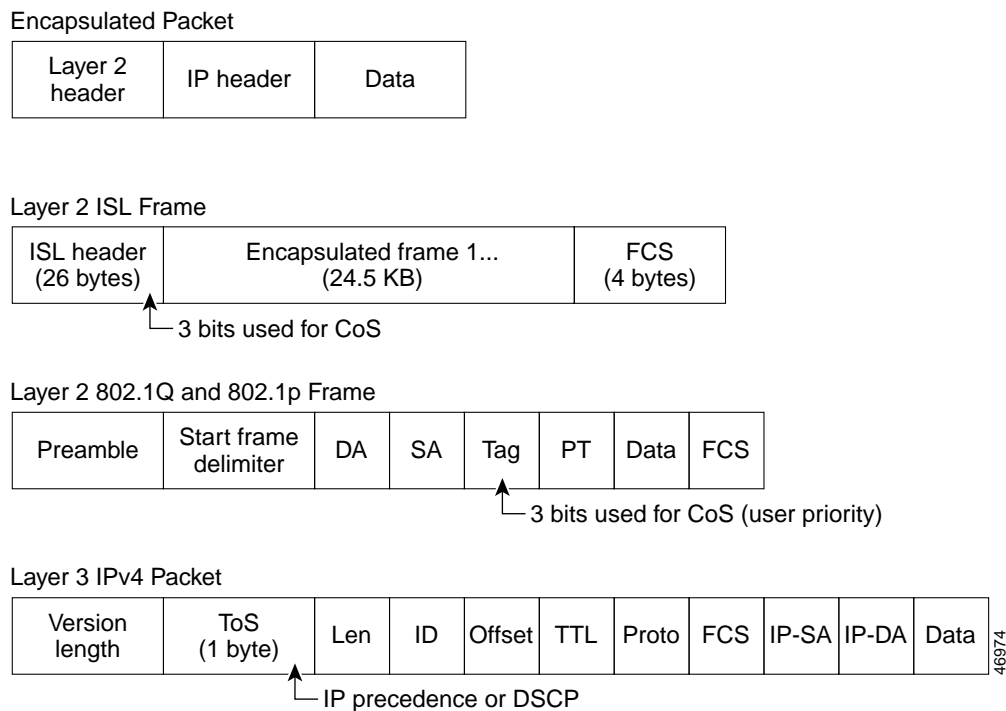 Encapsulated Packet
Layer 2
header
IP header
Data
Layer 2 ISL Frame
ISL header
(26 bytes)
Encapsulated frame 1...
(24.5 KB)
FCS
(4 bytes)
3 bits used for CoS
Layer 2 802.1Q and 802.1p Frame
Preamble
Start frame
delimiter
DA
SA
Tag
PT
Data
FCS
3 bits used for CoS (user priority)
Layer 3 IPv4 Packet
Version
length
ToS
(1 byte)
Len
ID
Offset
TTL
Proto
FCS
IP-SA
IP-DA
Data
IP precedence or DSCP
46974